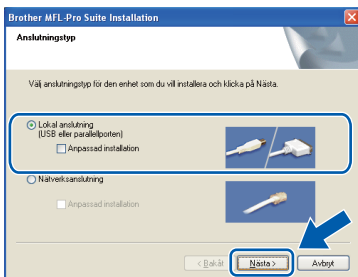 Brother MFL-Pro Suite Installation
Anslutningstyp
Välj anslutningstyp för den enhet som du vill installera och klicka på Nästa.
Lokal anslutning
(USB eller parallellporten)
Anpassad installation
Nätverksanslutning
Anpassad installation
< Bakåt Nästa > Avbryt